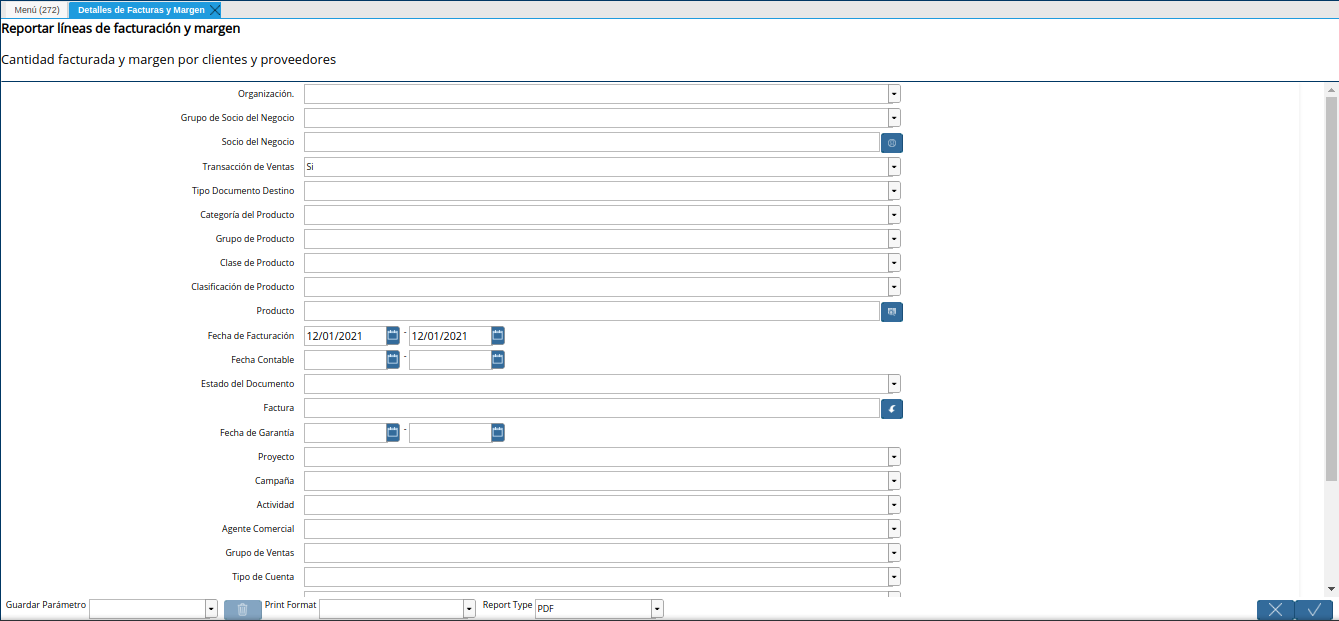 Menú (272) Detalles de Facturas y Margen
Reportar líneas de facturación y margen
Cantidad facturada y margen por clientes y proveedores
Organización.
Grupo de Socio del Negocio
Socio del Negocio
Transacción de Ventas Si
Tipo Documento Destino
Categoría del Producto
Grupo de Producto
Clase de Producto
Clasificación de Producto
Producto
Fecha de Facturación 12/01/2021 - 12/01/2021
Fecha Contable -
Estado del Documento
Factura
Fecha de Garantía -
Proyecto
Campaña
Actividad
Agente Comercial
Grupo de Ventas
Tipo de Cuenta
Guardar Parámetro Print Format Report Type PDF